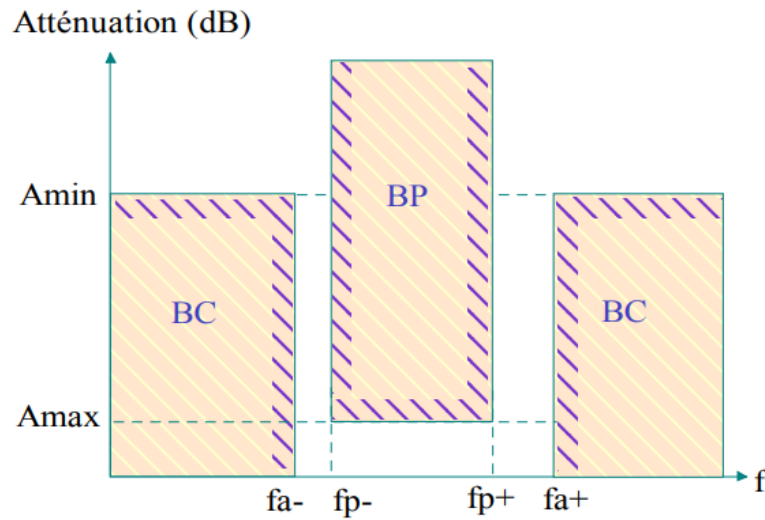 Atténuation (dB)
Amin
BP
BC
BC
Amax
fa-
fp-
fp+
fa+
f